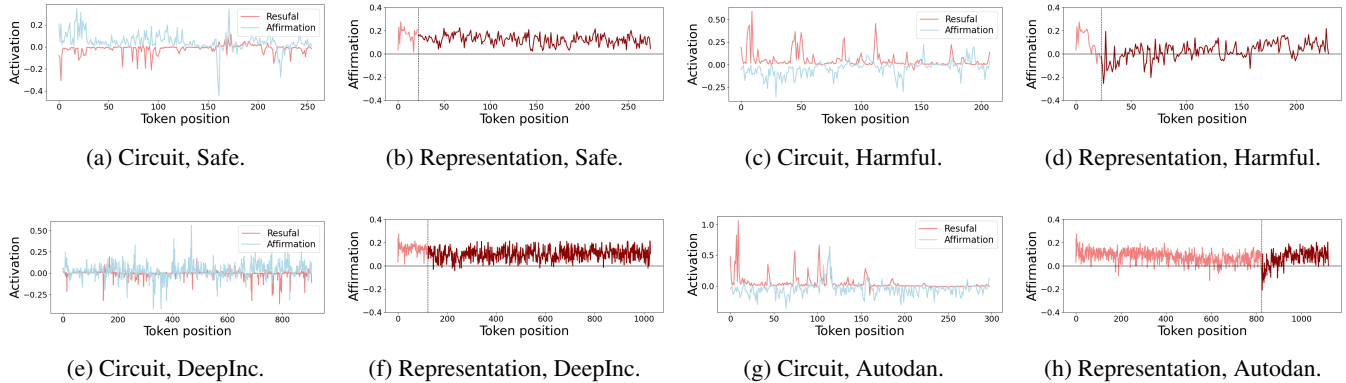 Resufal
Affirmation
Activation
0.2
0.0
−0.2
−0.4
0
50
100
150
200
250
Token position
(a) Circuit, Safe.
Affirmation
0.4
0.2
0.0
−0.2
−0.4
0
50
100
150
200
250
Token position
(b) Representation, Safe.
Resufal
Affirmation
Activation
0.50
0.25
0.00
−0.25
0
50
100
150
200
Token position
(c) Circuit, Harmful.
Affirmation
0.4
0.2
0.0
−0.2
−0.4
0
50
100
150
200
Token position
(d) Representation, Harmful.
Resufal
Affirmation
Activation
0.50
0.25
0.00
−0.25
0
200
400
600
800
Token position
(e) Circuit, DeepInc.
Affirmation
0.4
0.2
0.0
−0.2
−0.4
0
200
400
600
800
1000
Token position
(f) Representation, DeepInc.
Resufal
Affirmation
Activation
1.0
0.5
0.0
0
50
100
150
200
250
300
Token position
(g) Circuit, Autodan.
Affirmation
0.4
0.2
0.0
−0.2
−0.4
0
200
400
600
800
1000
Token position
(h) Representation, Autodan.